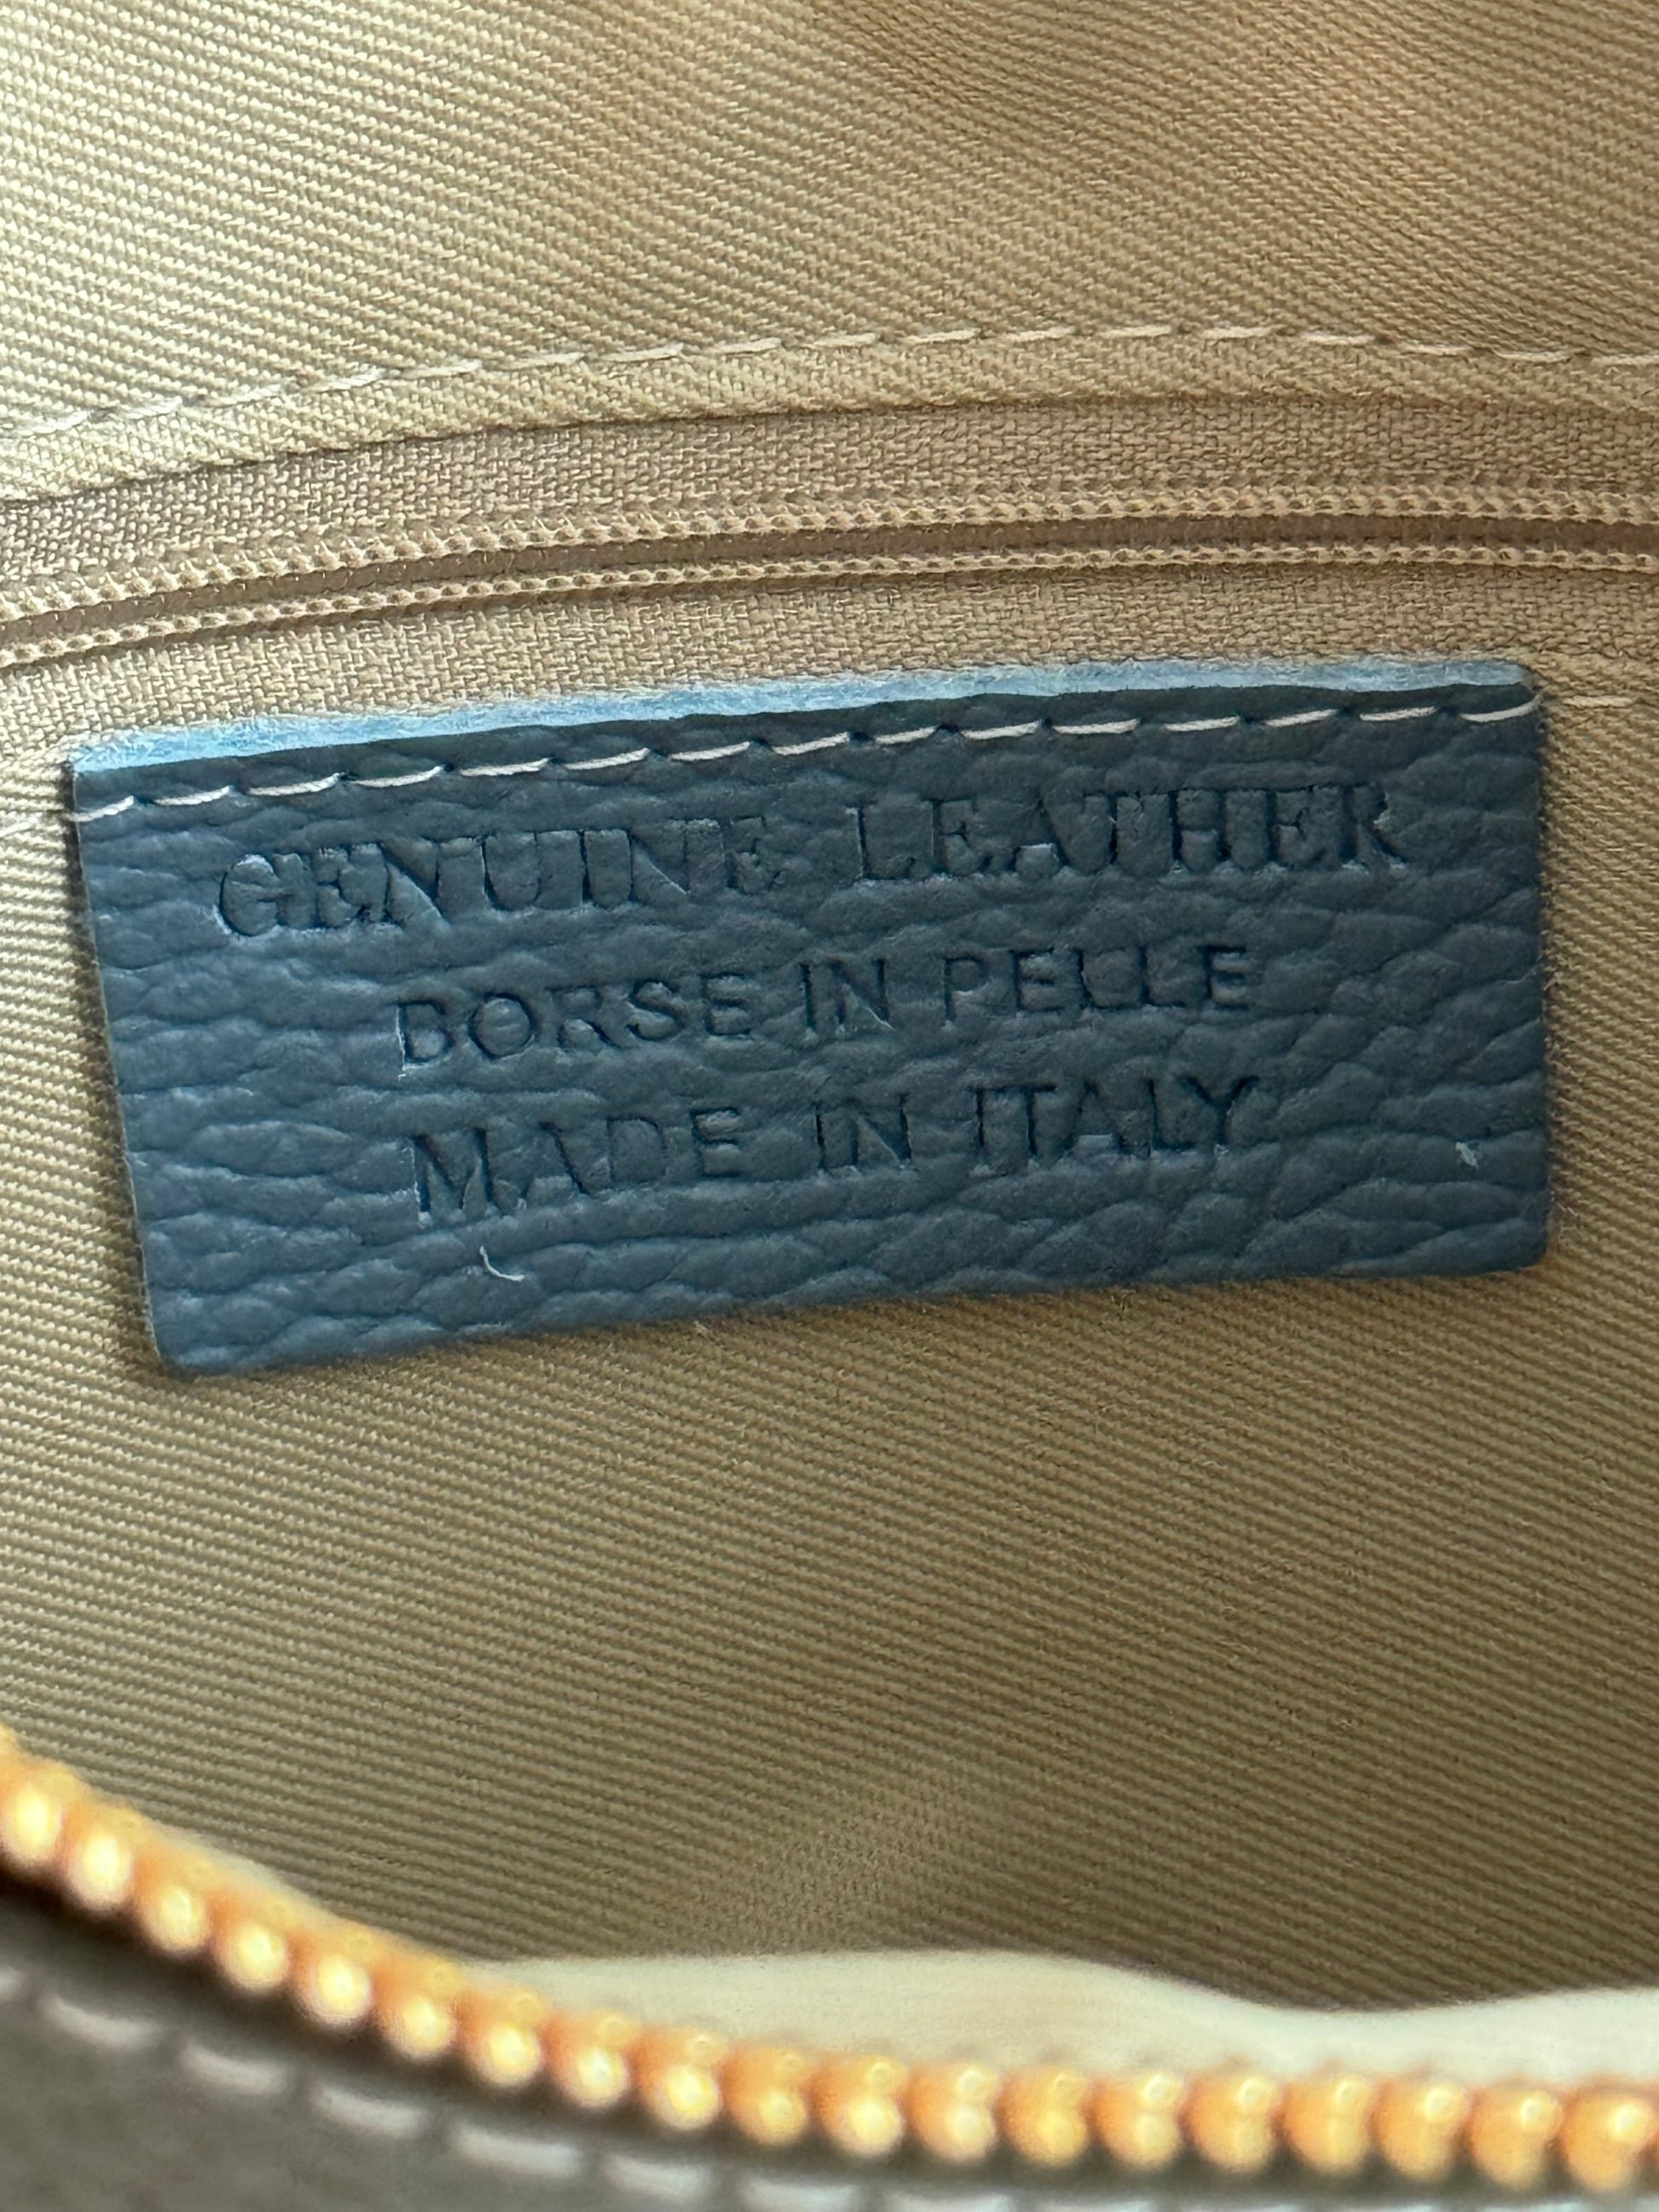 GENUINE LEATHER
BORSE IN PELLE
MADE IN ITALY